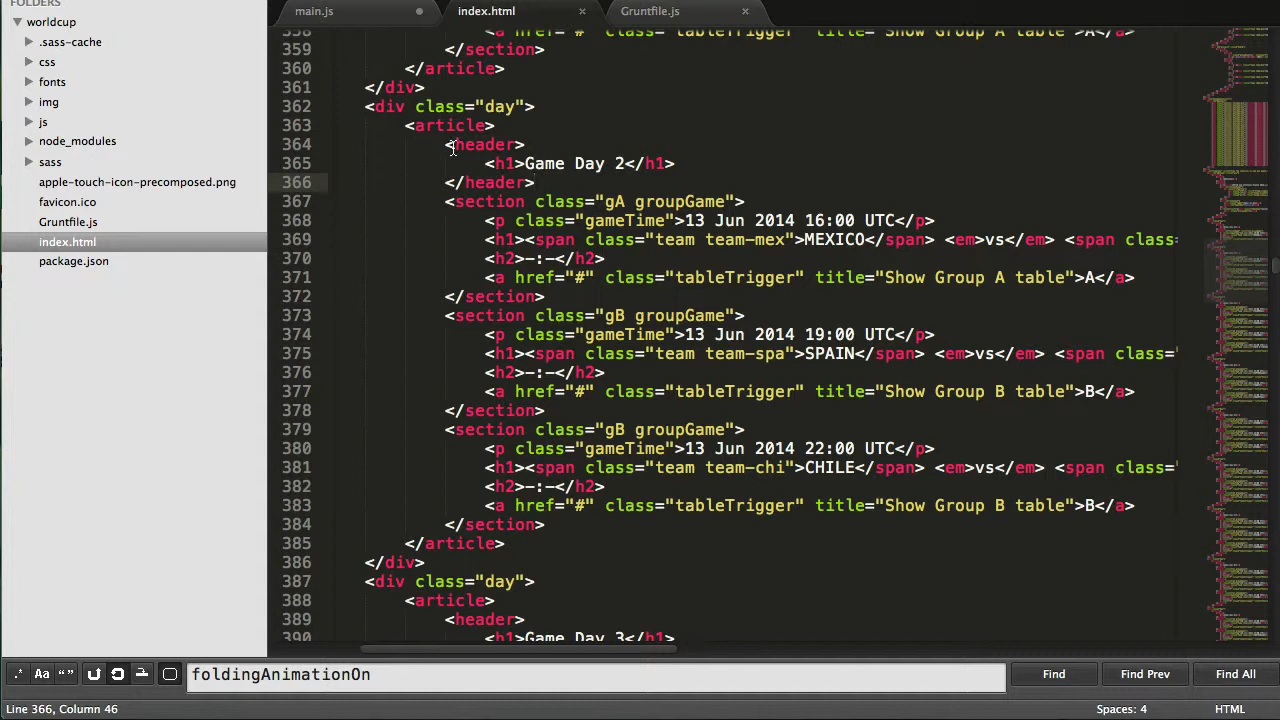 FOLDERS
worldcup
.sass-cache
css
fonts
img
js
node_modules
sass
apple-touch-icon-precomposed.png
favicon.ico
Gruntfile.js
index.html
package.json
main.js
index.html
Gruntfile.js
358 <a href="#" class="tableTrigger" title="Show Group A table">A</a>
359 </section>
360 </article>
361 </div>
362 <div class="day">
363 <article>
364 <header>
365 <h1>Game Day 2</h1>
366 </header>
367 <section class="gA groupGame">
368 <p class="gameTime">13 Jun 2014 16:00 UTC</p>
369 <h1><span class="team team-mex">MEXICO</span> <em>vs</em> <span class=
370 <h2>-:-</h2>
371 <a href="#" class="tableTrigger" title="Show Group A table">A</a>
372 </section>
373 <section class="gB groupGame">
374 <p class="gameTime">13 Jun 2014 19:00 UTC</p>
375 <h1><span class="team team-spa">SPAIN</span> <em>vs</em> <span class=
376 <h2>-:-</h2>
377 <a href="#" class="tableTrigger" title="Show Group B table">B</a>
378 </section>
379 <section class="gB groupGame">
380 <p class="gameTime">13 Jun 2014 22:00 UTC</p>
381 <h1><span class="team team-chi">CHILE</span> <em>vs</em> <span class=
382 <h2>-:-</h2>
383 <a href="#" class="tableTrigger" title="Show Group B table">B</a>
384 </section>
385 </article>
386 </div>
387 <div class="day">
388 <article>
389 <header>
390 <h1>Game Day 3</h1>
.* Aa “ ”
foldingAnimationOn
Find
Find Prev
Find All
Line 366, Column 46
Spaces: 4
HTML